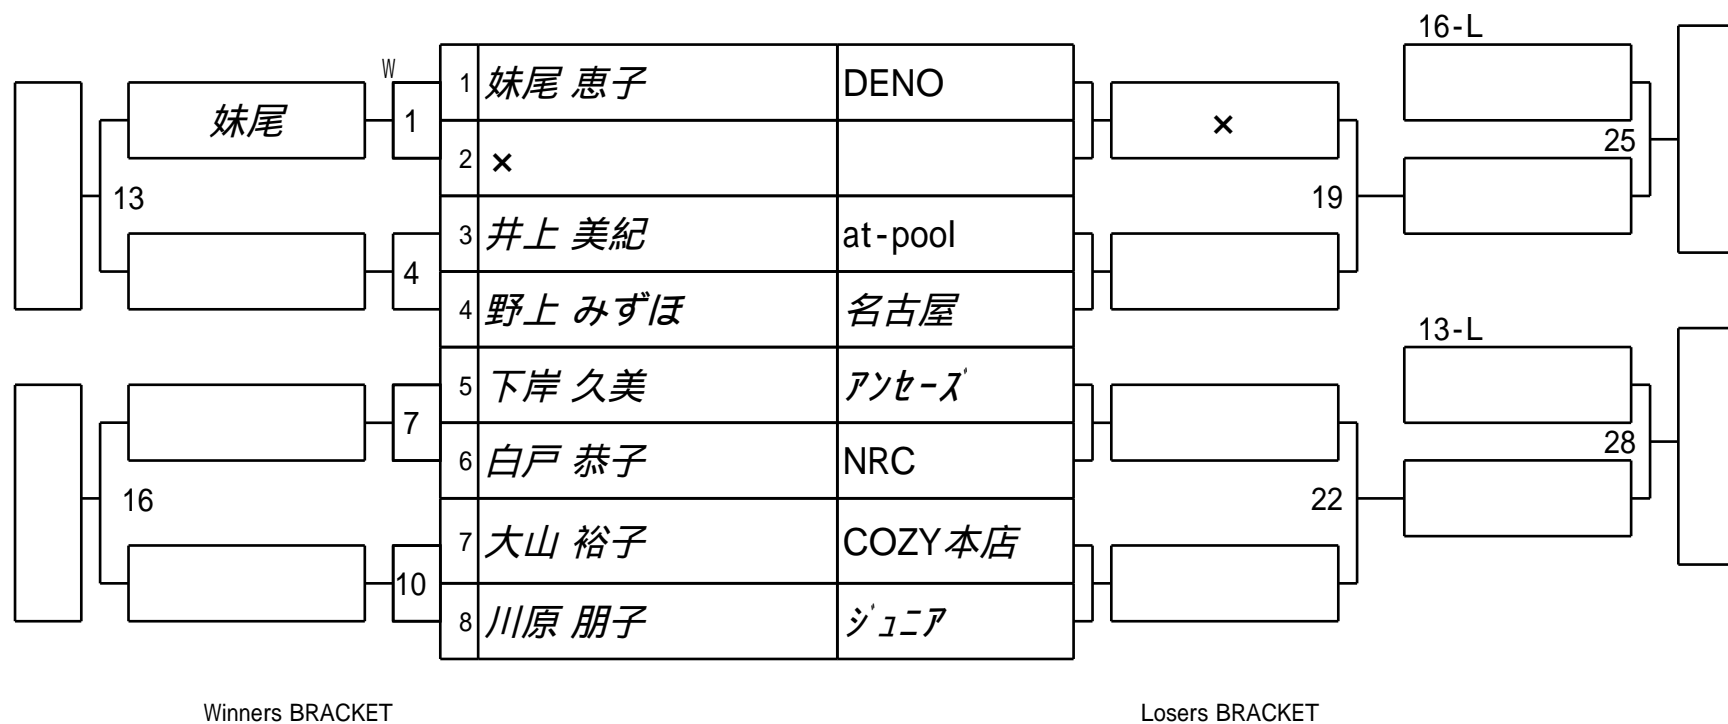 16-L
W
1 妹尾 恵子 DENO
妹尾 1 ×
25
2 ×
13 19
3 井上 美紀 at-pool
4
4 野上 みずほ 名古屋
13-L
5 下岸 久美 アンセーズ
7
28
6 白戸 恭子 NRC
16 22
7 大山 裕子 COZY本店
10
8 川原 朋子 ジュニア
Winners BRACKET Losers BRACKET